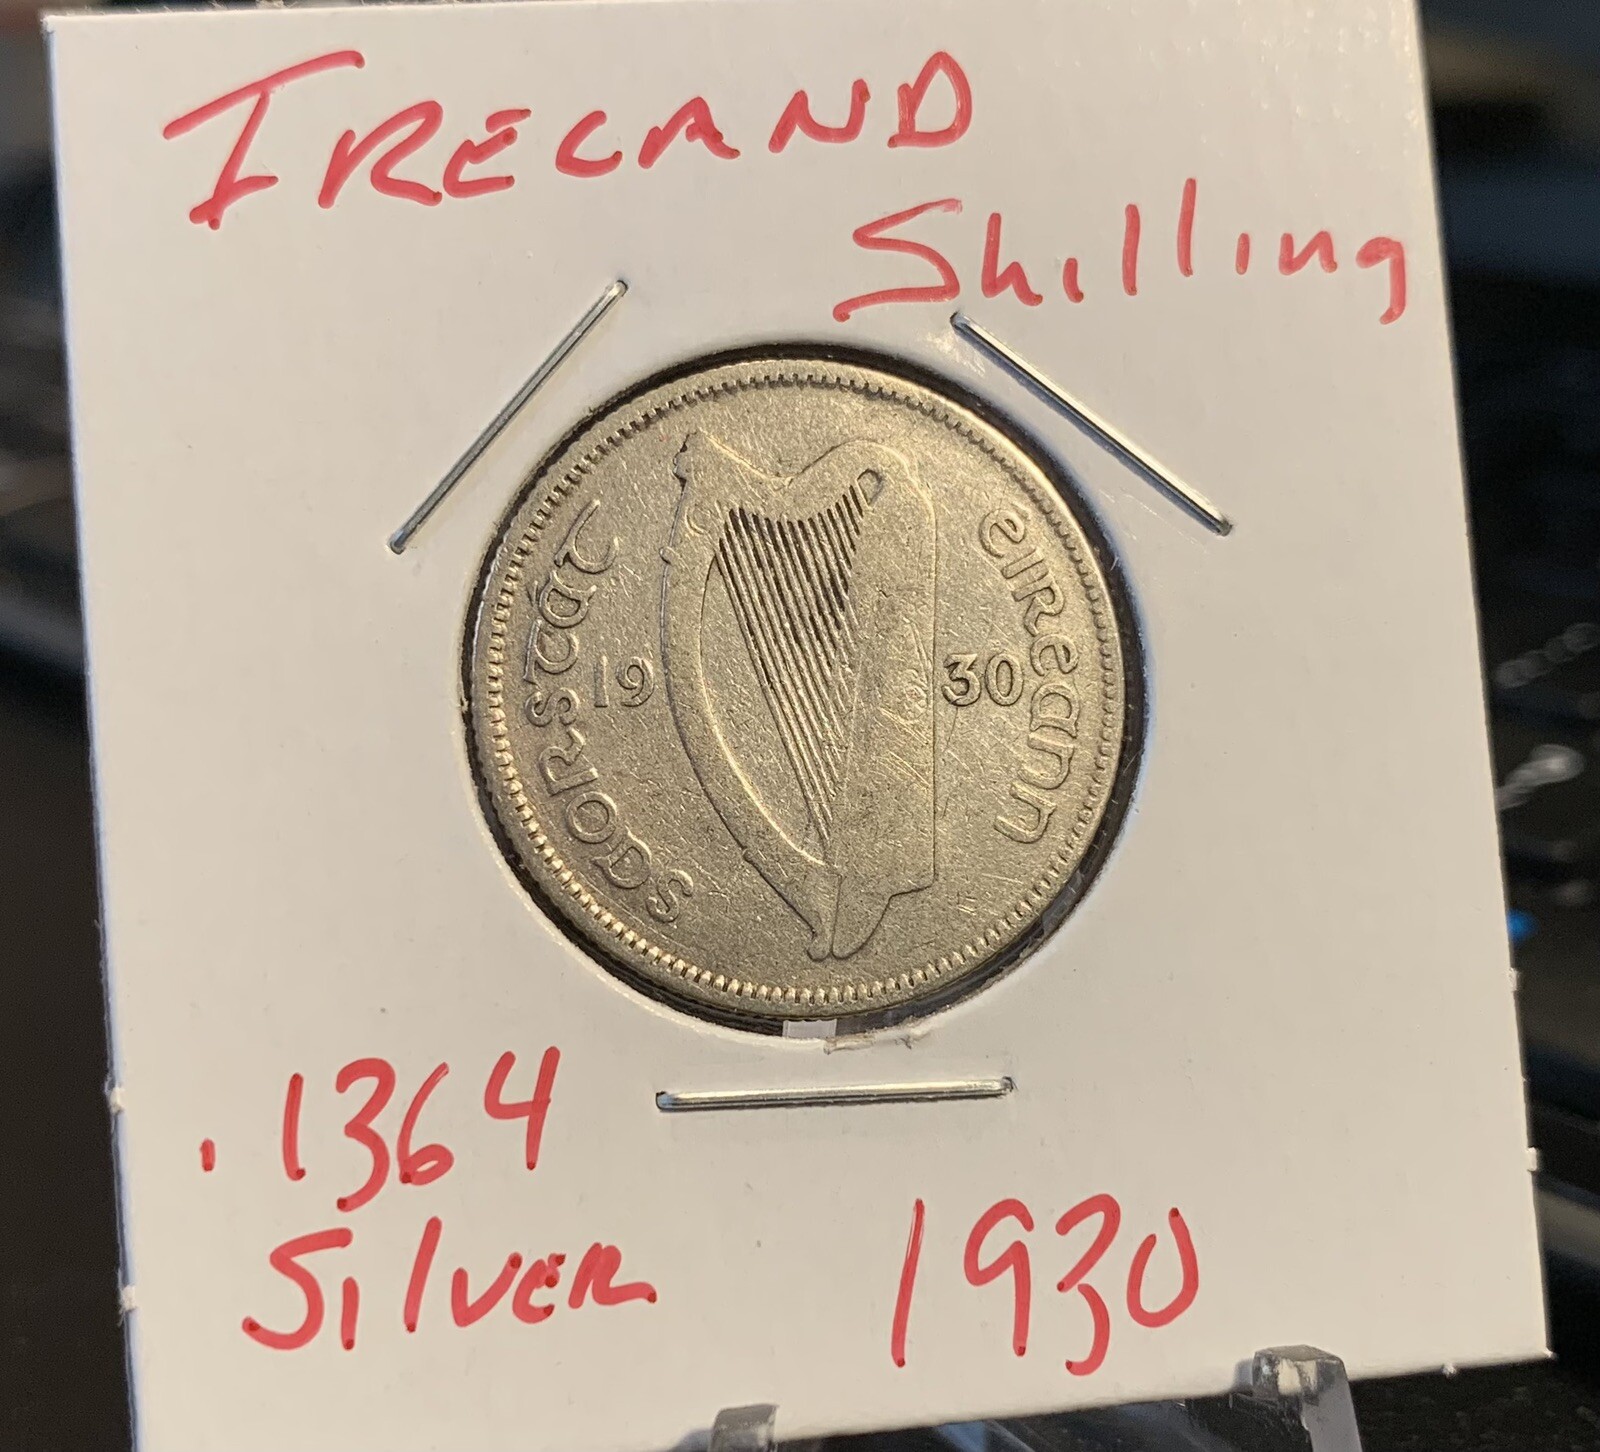 IRELAND
Shilling
saorstát
éireann
1930
.1364
Silver
1930